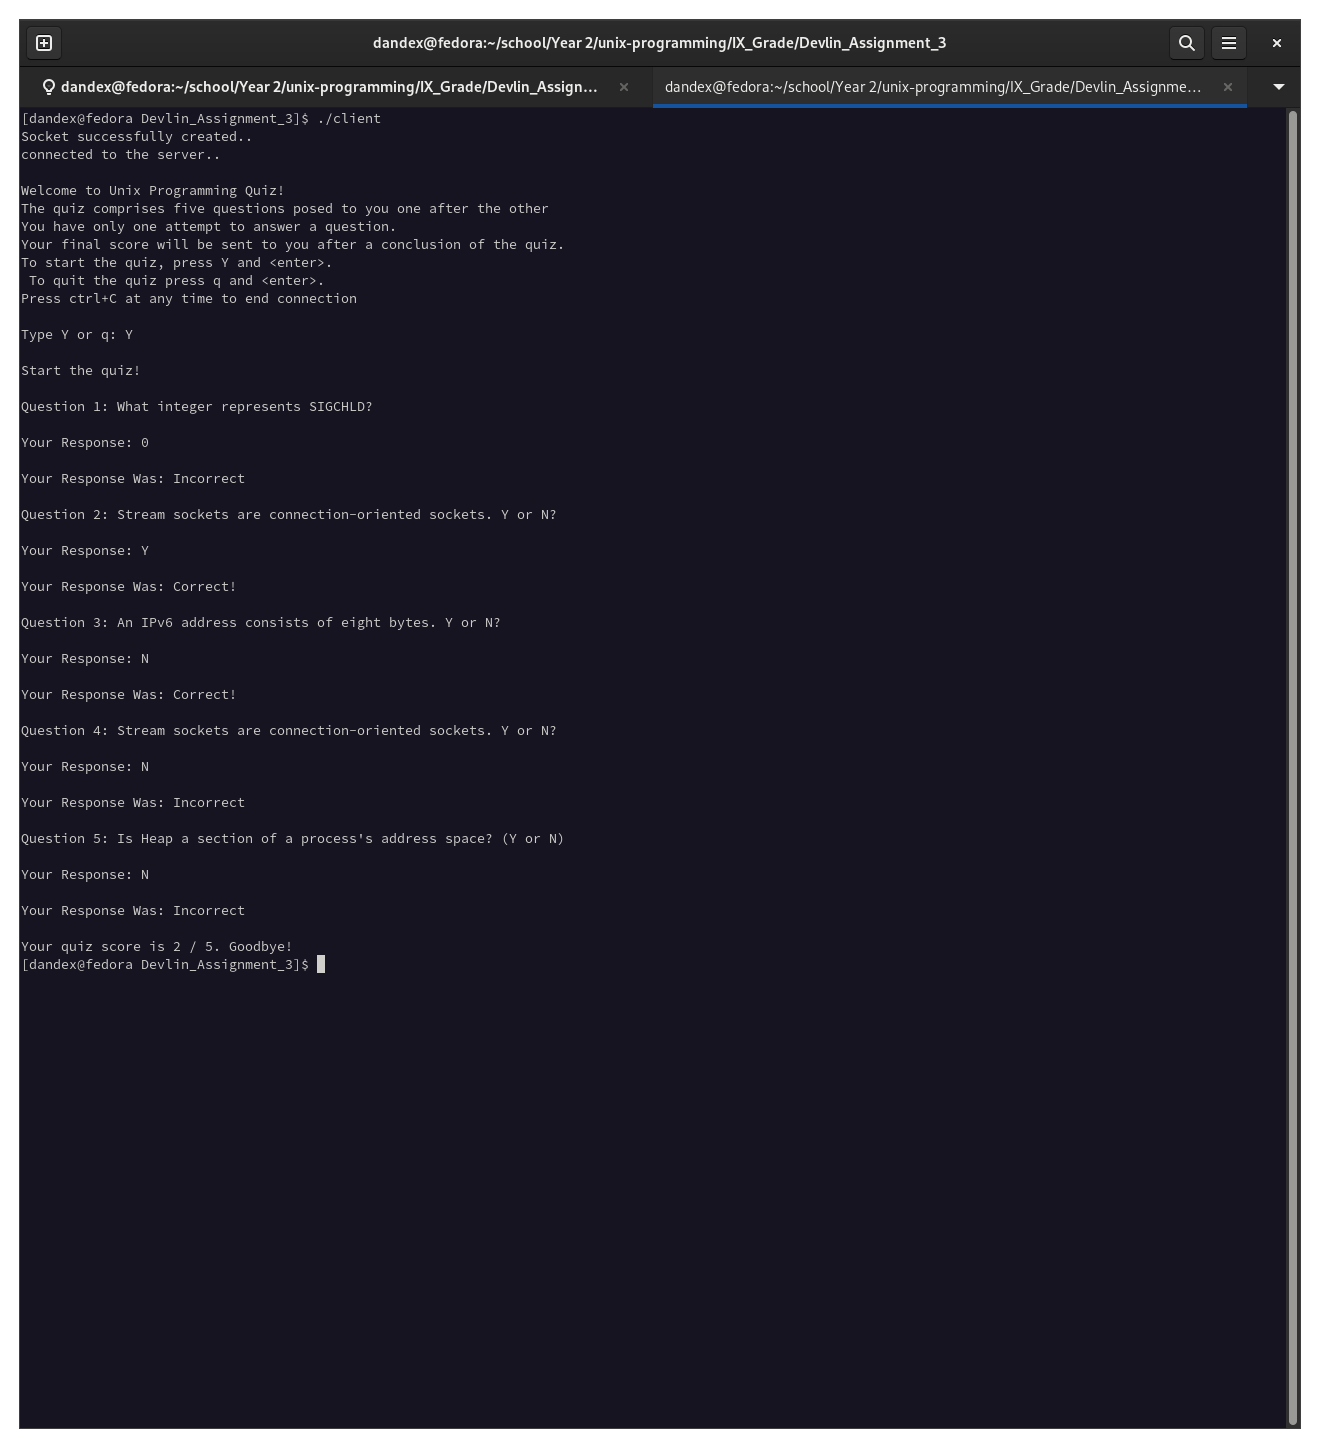 dandex@fedora:~/school/Year 2/unix-programming/IX_Grade/Devlin_Assignment_3
dandex@fedora:~/school/Year 2/unix-programming/IX_Grade/Devlin_Assign...
dandex@fedora:~/school/Year 2/unix-programming/IX_Grade/Devlin_Assignme...
[dandex@fedora Devlin_Assignment_3]$ ./client
Socket successfully created..
connected to the server..
Welcome to Unix Programming Quiz!
The quiz comprises five questions posed to you one after the other
You have only one attempt to answer a question.
Your final score will be sent to you after a conclusion of the quiz.
To start the quiz, press Y and <enter>.
To quit the quiz press q and <enter>.
Press ctrl+C at any time to end connection
Type Y or q: Y
Start the quiz!
Question 1: What integer represents SIGCHLD?
Your Response: 0
Your Response Was: Incorrect
Question 2: Stream sockets are connection-oriented sockets. Y or N?
Your Response: Y
Your Response Was: Correct!
Question 3: An IPv6 address consists of eight bytes. Y or N?
Your Response: N
Your Response Was: Correct!
Question 4: Stream sockets are connection-oriented sockets. Y or N?
Your Response: N
Your Response Was: Incorrect
Question 5: Is Heap a section of a process's address space? (Y or N)
Your Response: N
Your Response Was: Incorrect
Your quiz score is 2 / 5. Goodbye!
[dandex@fedora Devlin_Assignment_3]$